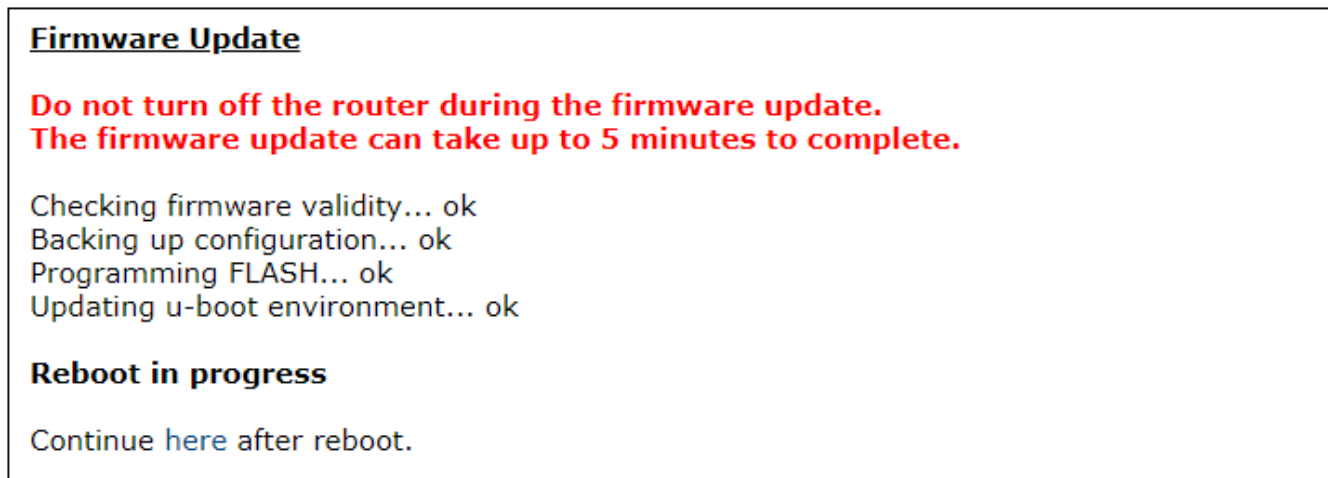 Firmware Update
Do not turn off the router during the firmware update.
The firmware update can take up to 5 minutes to complete.
Checking firmware validity... ok
Backing up configuration... ok
Programming FLASH... ok
Updating u-boot environment... ok
Reboot in progress
Continue here after reboot.